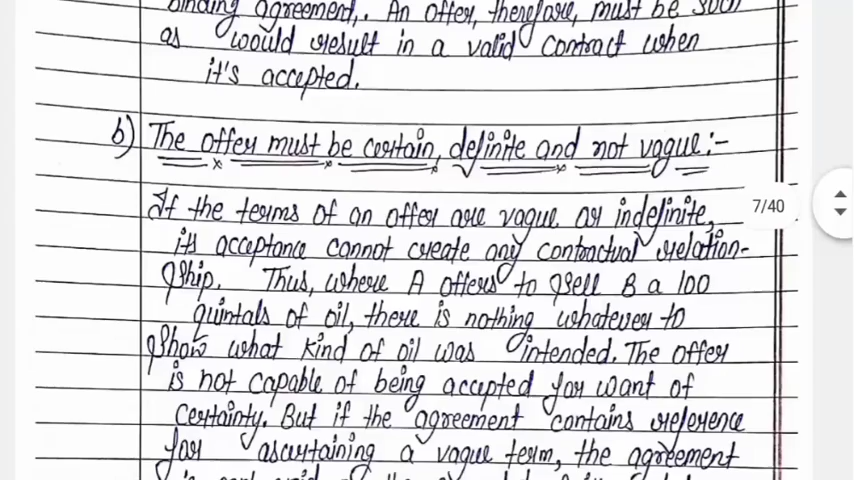 binding agreement,. An offer, therefore, must be such
as would result in a valid contract when
it's accepted.
b) The offer must be certain, definite and not vague:-
If the terms of an offer are vague or indefinite,
its acceptance cannot create any contractual relation-
ship. Thus, where A offers to sell B a 100
quintals of oil, there is nothing whatever to
show what kind of oil was intended. The offer
is not capable of being accepted for want of
certainty. But if the agreement contains reference
for ascertaining a vague term, the agreement
7/40